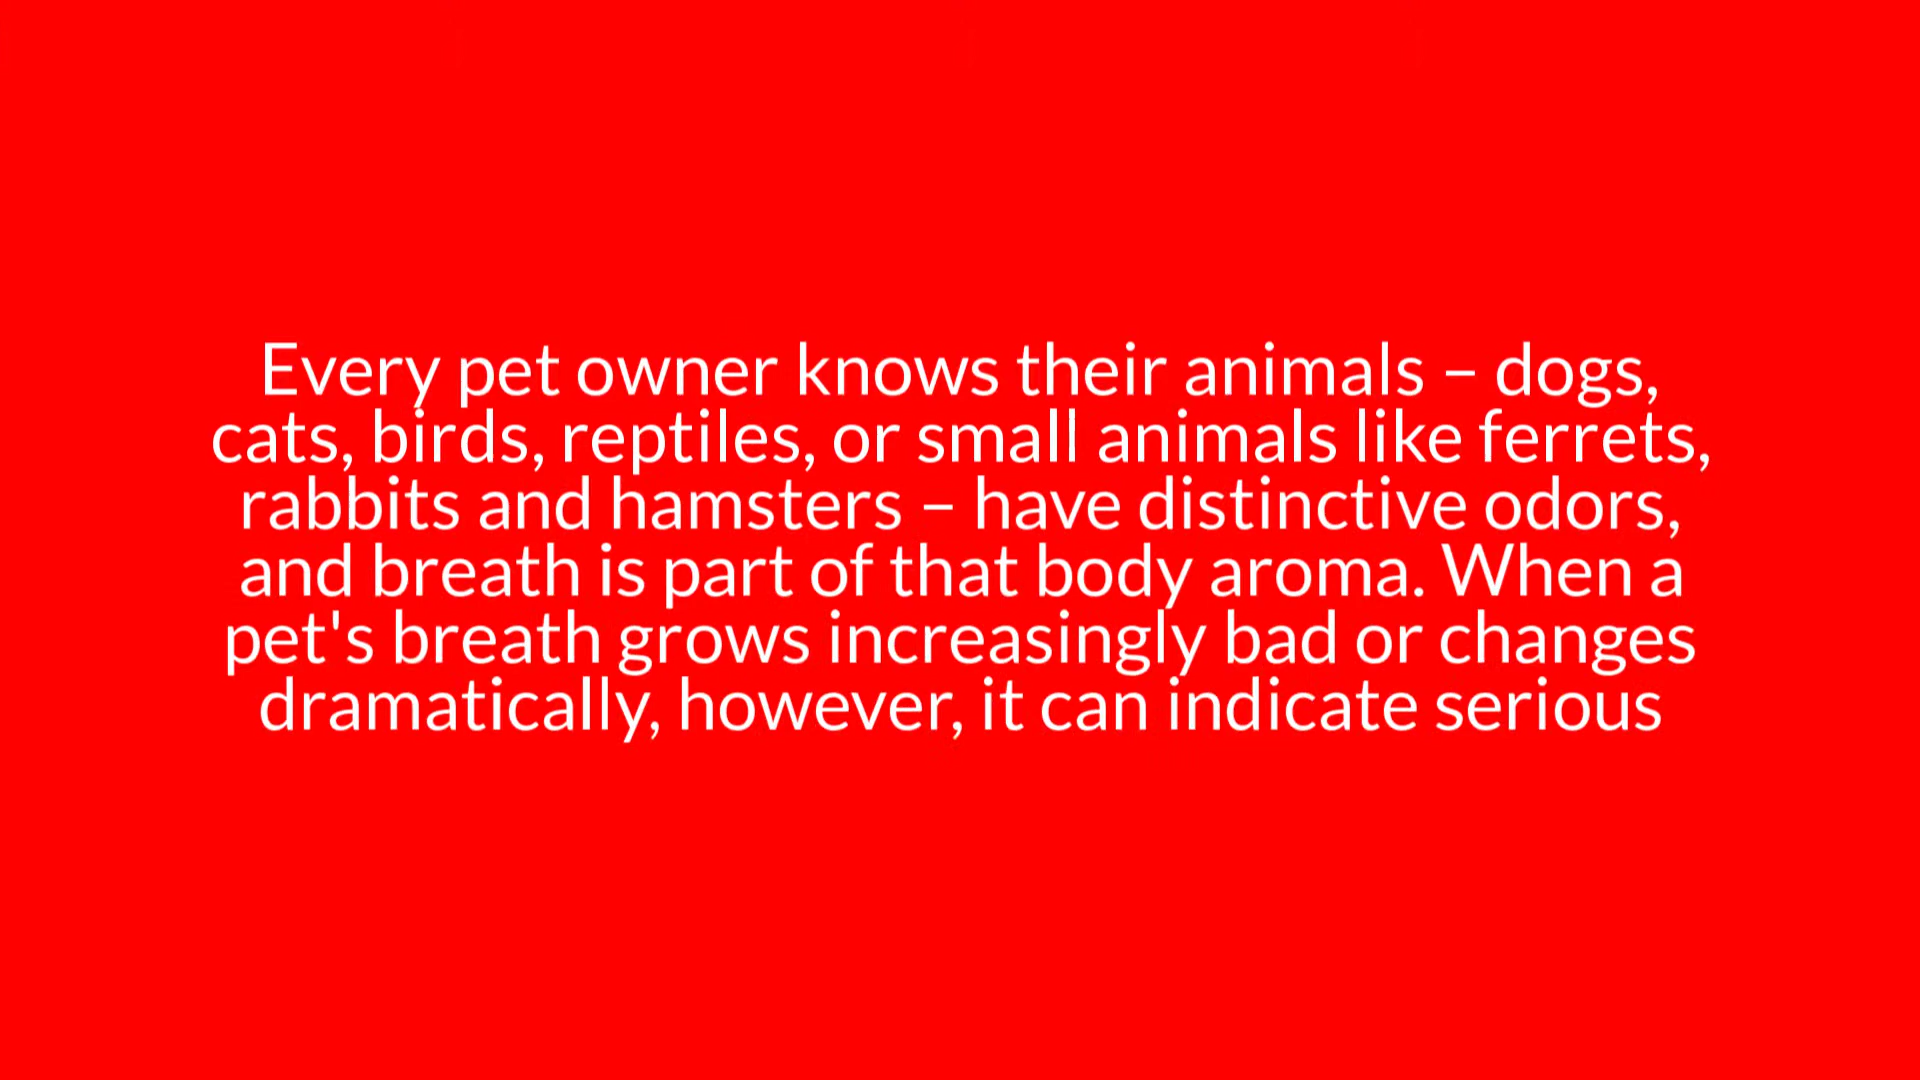 Every pet owner knows their animals – dogs,
cats, birds, reptiles, or small animals like ferrets,
rabbits and hamsters – have distinctive odors,
and breath is part of that body aroma. When a
pet's breath grows increasingly bad or changes
dramatically, however, it can indicate serious